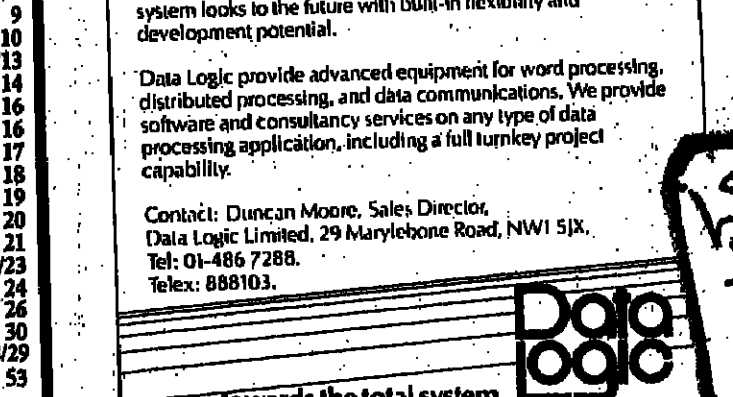 9
10
/13
14
16
16
17
18
19
20
21
/23
24
26
30
/29
53
system looks to the future with built-in flexibility and
development potential.
Data Logic provide advanced equipment for word processing,
distributed processing, and data communications. We provide
software and consultancy services on any type of data
processing application, including a full turnkey project
capability.
Contact: Duncan Moore, Sales Director,
Data Logic Limited, 29 Marylebone Road, NW1 5JX.
Tel: 01-486 7288.
Telex: 888103.
Data
logic
towards the total system